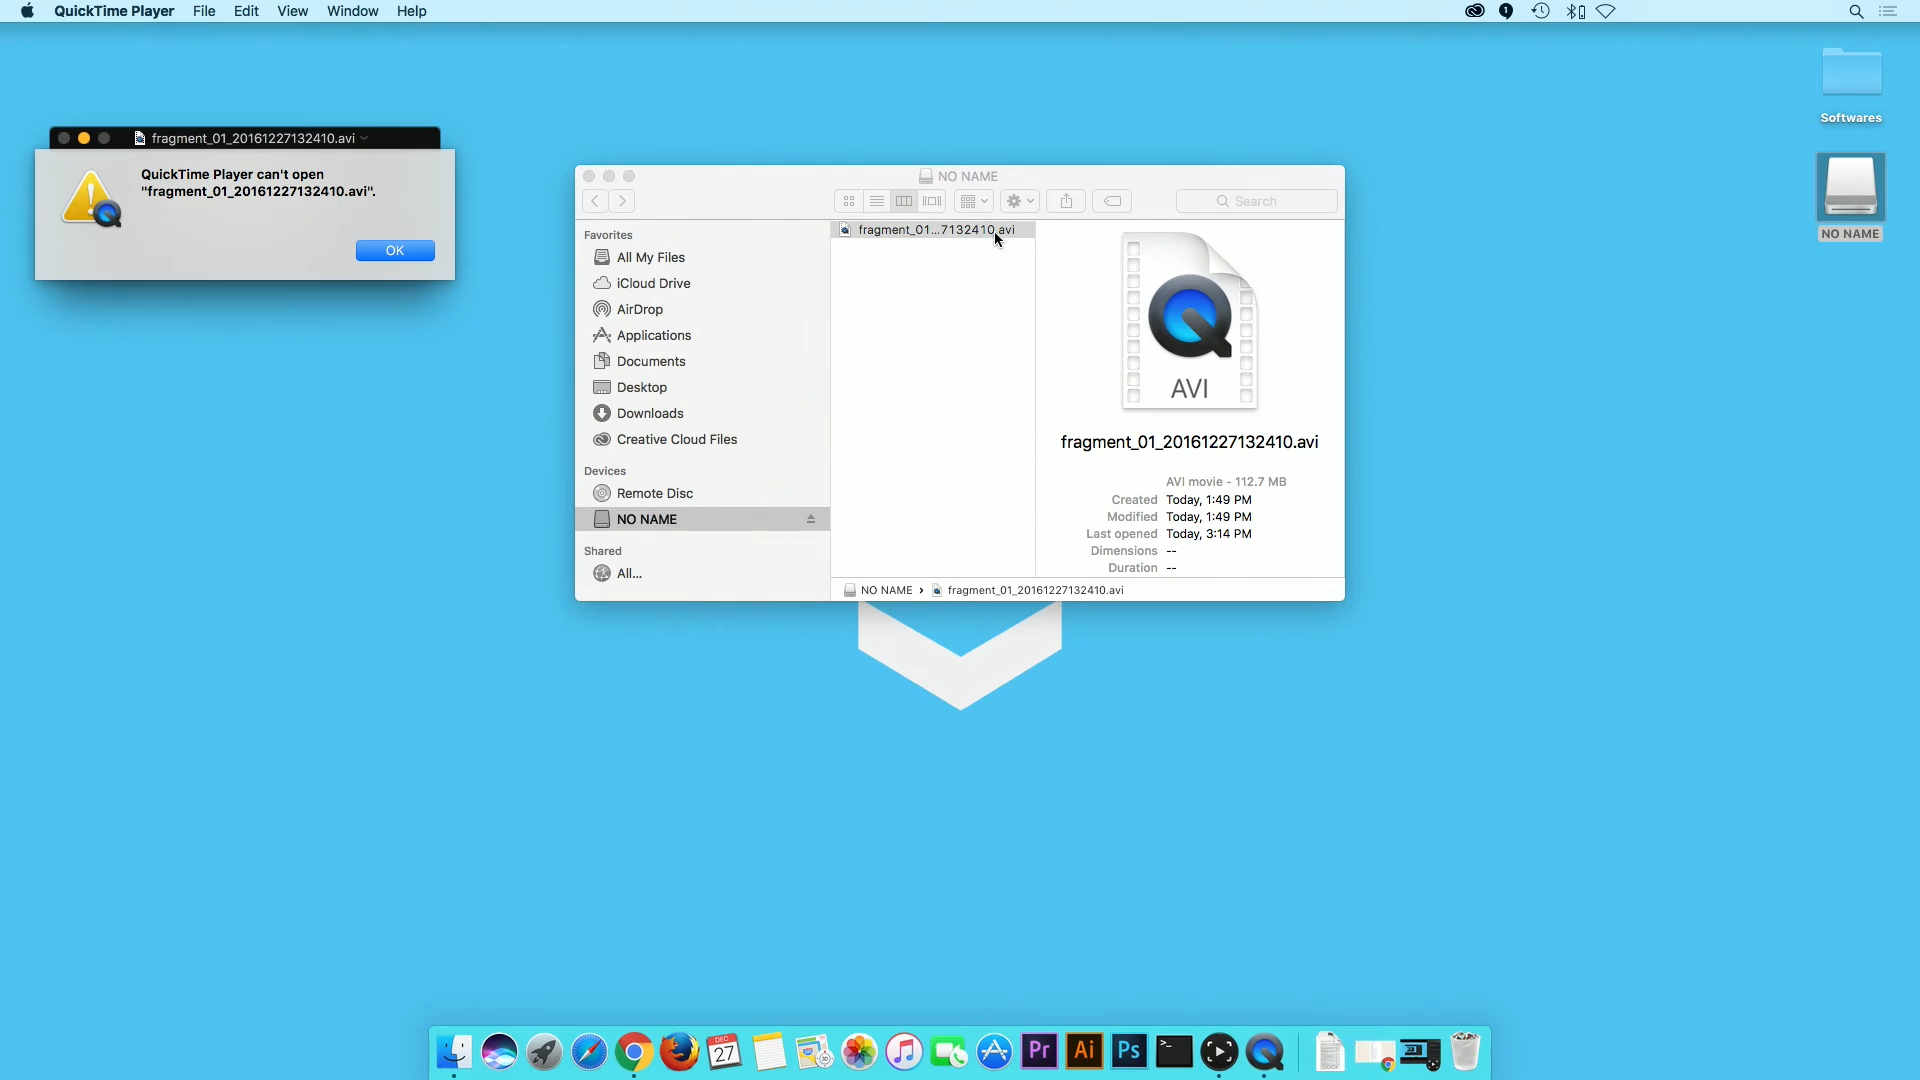 QuickTime Player File Edit View Window Help
1
Softwares
NO NAME
fragment_01_20161227132410.avi
QuickTime Player can't open
"fragment_01_20161227132410.avi".
OK
NO NAME
Search
Favorites
All My Files
iCloud Drive
AirDrop
Applications
Documents
Desktop
Downloads
Creative Cloud Files
Devices
Remote Disc
NO NAME
Shared
All...
fragment_01...7132410.avi
AVI
fragment_01_20161227132410.avi
AVI movie - 112.7 MB
Created Today, 1:49 PM
Modified Today, 1:49 PM
Last opened Today, 3:14 PM
Dimensions --
Duration --
NO NAME › fragment_01_20161227132410.avi
DEC
27
Pr Ai Ps